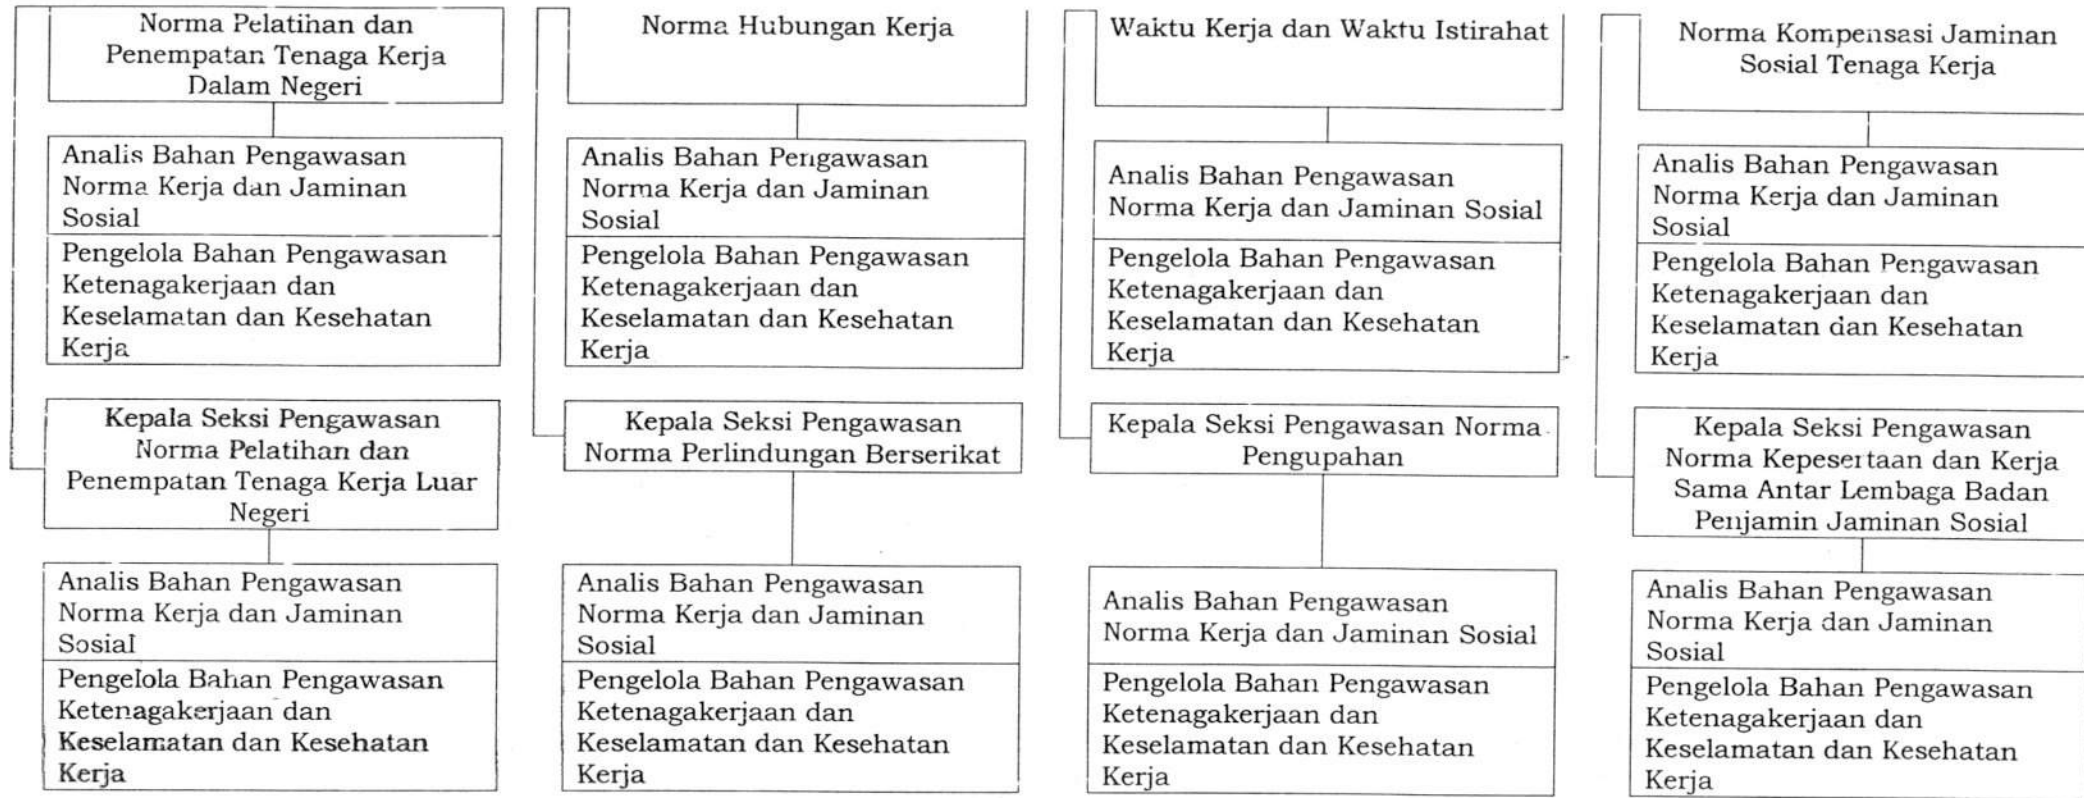 Norma Pelatihan dan
Penempatan Tenaga Kerja
Dalam Negeri
Analis Bahan Pengawasan
Norma Kerja dan Jaminan
Sosial
Pengelola Bahan Pengawasan
Ketenagakerjaan dan
Keselamatan dan Kesehatan
Kerja
Kepala Seksi Pengawasan
Norma Pelatihan dan
Penempatan Tenaga Kerja Luar
Negeri
Analis Bahan Pengawasan
Norma Kerja dan Jaminan
Sosial
Pengelola Bahan Pengawasan
Ketenagakerjaan dan
Keselamatan dan Kesehatan
Kerja
Norma Hubungan Kerja
Analis Bahan Pengawasan
Norma Kerja dan Jaminan
Sosial
Pengelola Bahan Pengawasan
Ketenagakerjaan dan
Keselamatan dan Kesehatan
Kerja
Kepala Seksi Pengawasan
Norma Perlindungan Berserikat
Analis Bahan Pengawasan
Norma Kerja dan Jaminan
Sosial
Pengelola Bahan Pengawasan
Ketenagakerjaan dan
Keselamatan dan Kesehatan
Kerja
Waktu Kerja dan Waktu Istirahat
Analis Bahan Pengawasan
Norma Kerja dan Jaminan Sosial
Pengelola Bahan Pengawasan
Ketenagakerjaan dan
Keselamatan dan Kesehatan
Kerja
Kepala Seksi Pengawasan Norma
Pengupahan
Analis Bahan Pengawasan
Norma Kerja dan Jaminan Sosial
Pengelola Bahan Pengawasan
Ketenagakerjaan dan
Keselamatan dan Kesehatan
Kerja
Norma Kompensasi Jaminan
Sosial Tenaga Kerja
Analis Bahan Pengawasan
Norma Kerja dan Jaminan
Sosial
Pengelola Bahan Pengawasan
Ketenagakerjaan dan
Keselamatan dan Kesehatan
Kerja
Kepala Seksi Pengawasan
Norma Kepesertaan dan Kerja
Sama Antar Lembaga Badan
Penjamin Jaminan Sosial
Analis Bahan Pengawasan
Norma Kerja dan Jaminan
Sosial
Pengelola Bahan Pengawasan
Ketenagakerjaan dan
Keselamatan dan Kesehatan
Kerja